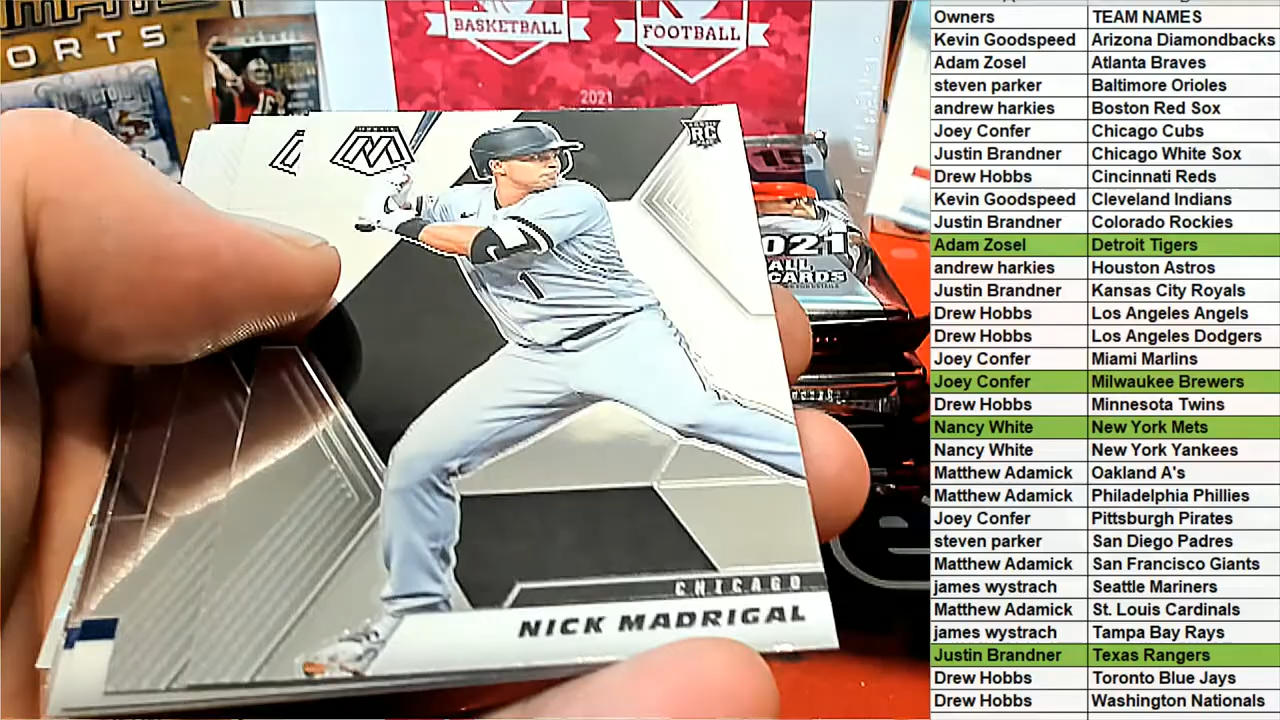 ORTS
BASKETBALL
FOOTBALL
2021
RC
15
021
ALL
CARDS
1
CHICAGO
NICK MADRIGAL
Owners TEAM NAMES
Kevin Goodspeed Arizona Diamondbacks
Adam Zosel Atlanta Braves
steven parker Baltimore Orioles
andrew harkies Boston Red Sox
Joey Confer Chicago Cubs
Justin Brandner Chicago White Sox
Drew Hobbs Cincinnati Reds
Kevin Goodspeed Cleveland Indians
Justin Brandner Colorado Rockies
Adam Zosel Detroit Tigers
andrew harkies Houston Astros
Justin Brandner Kansas City Royals
Drew Hobbs Los Angeles Angels
Drew Hobbs Los Angeles Dodgers
Joey Confer Miami Marlins
Joey Confer Milwaukee Brewers
Drew Hobbs Minnesota Twins
Nancy White New York Mets
Nancy White New York Yankees
Matthew Adamick Oakland A's
Matthew Adamick Philadelphia Phillies
Joey Confer Pittsburgh Pirates
steven parker San Diego Padres
Matthew Adamick San Francisco Giants
james wystrach Seattle Mariners
Matthew Adamick St. Louis Cardinals
james wystrach Tampa Bay Rays
Justin Brandner Texas Rangers
Drew Hobbs Toronto Blue Jays
Drew Hobbs Washington Nationals